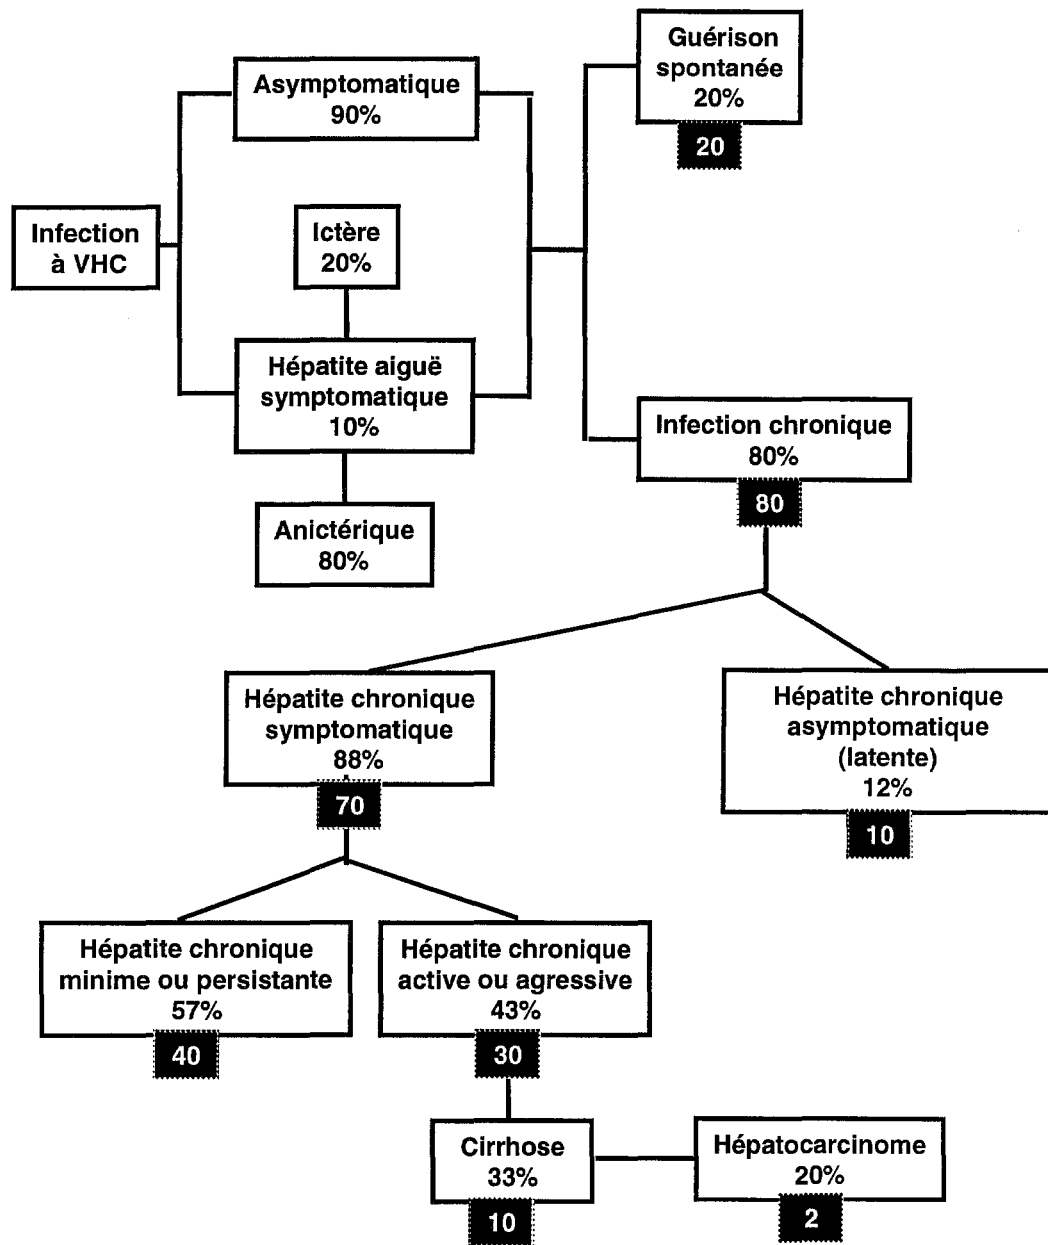 Guérison
spontanée
20%
20
Asymptomatique
90%
Infection
à VHC
Ictère
20%
Hépatite aiguë
symptomatique
10%
Anictérique
80%
Infection chronique
80%
80
Hépatite chronique
symptomatique
88%
70
Hépatite chronique
asymptomatique
(latente)
12%
10
Hépatite chronique
minime ou persistante
57%
40
Hépatite chronique
active ou agressive
43%
30
Cirrhose
33%
10
Hépatocarcinome
20%
2